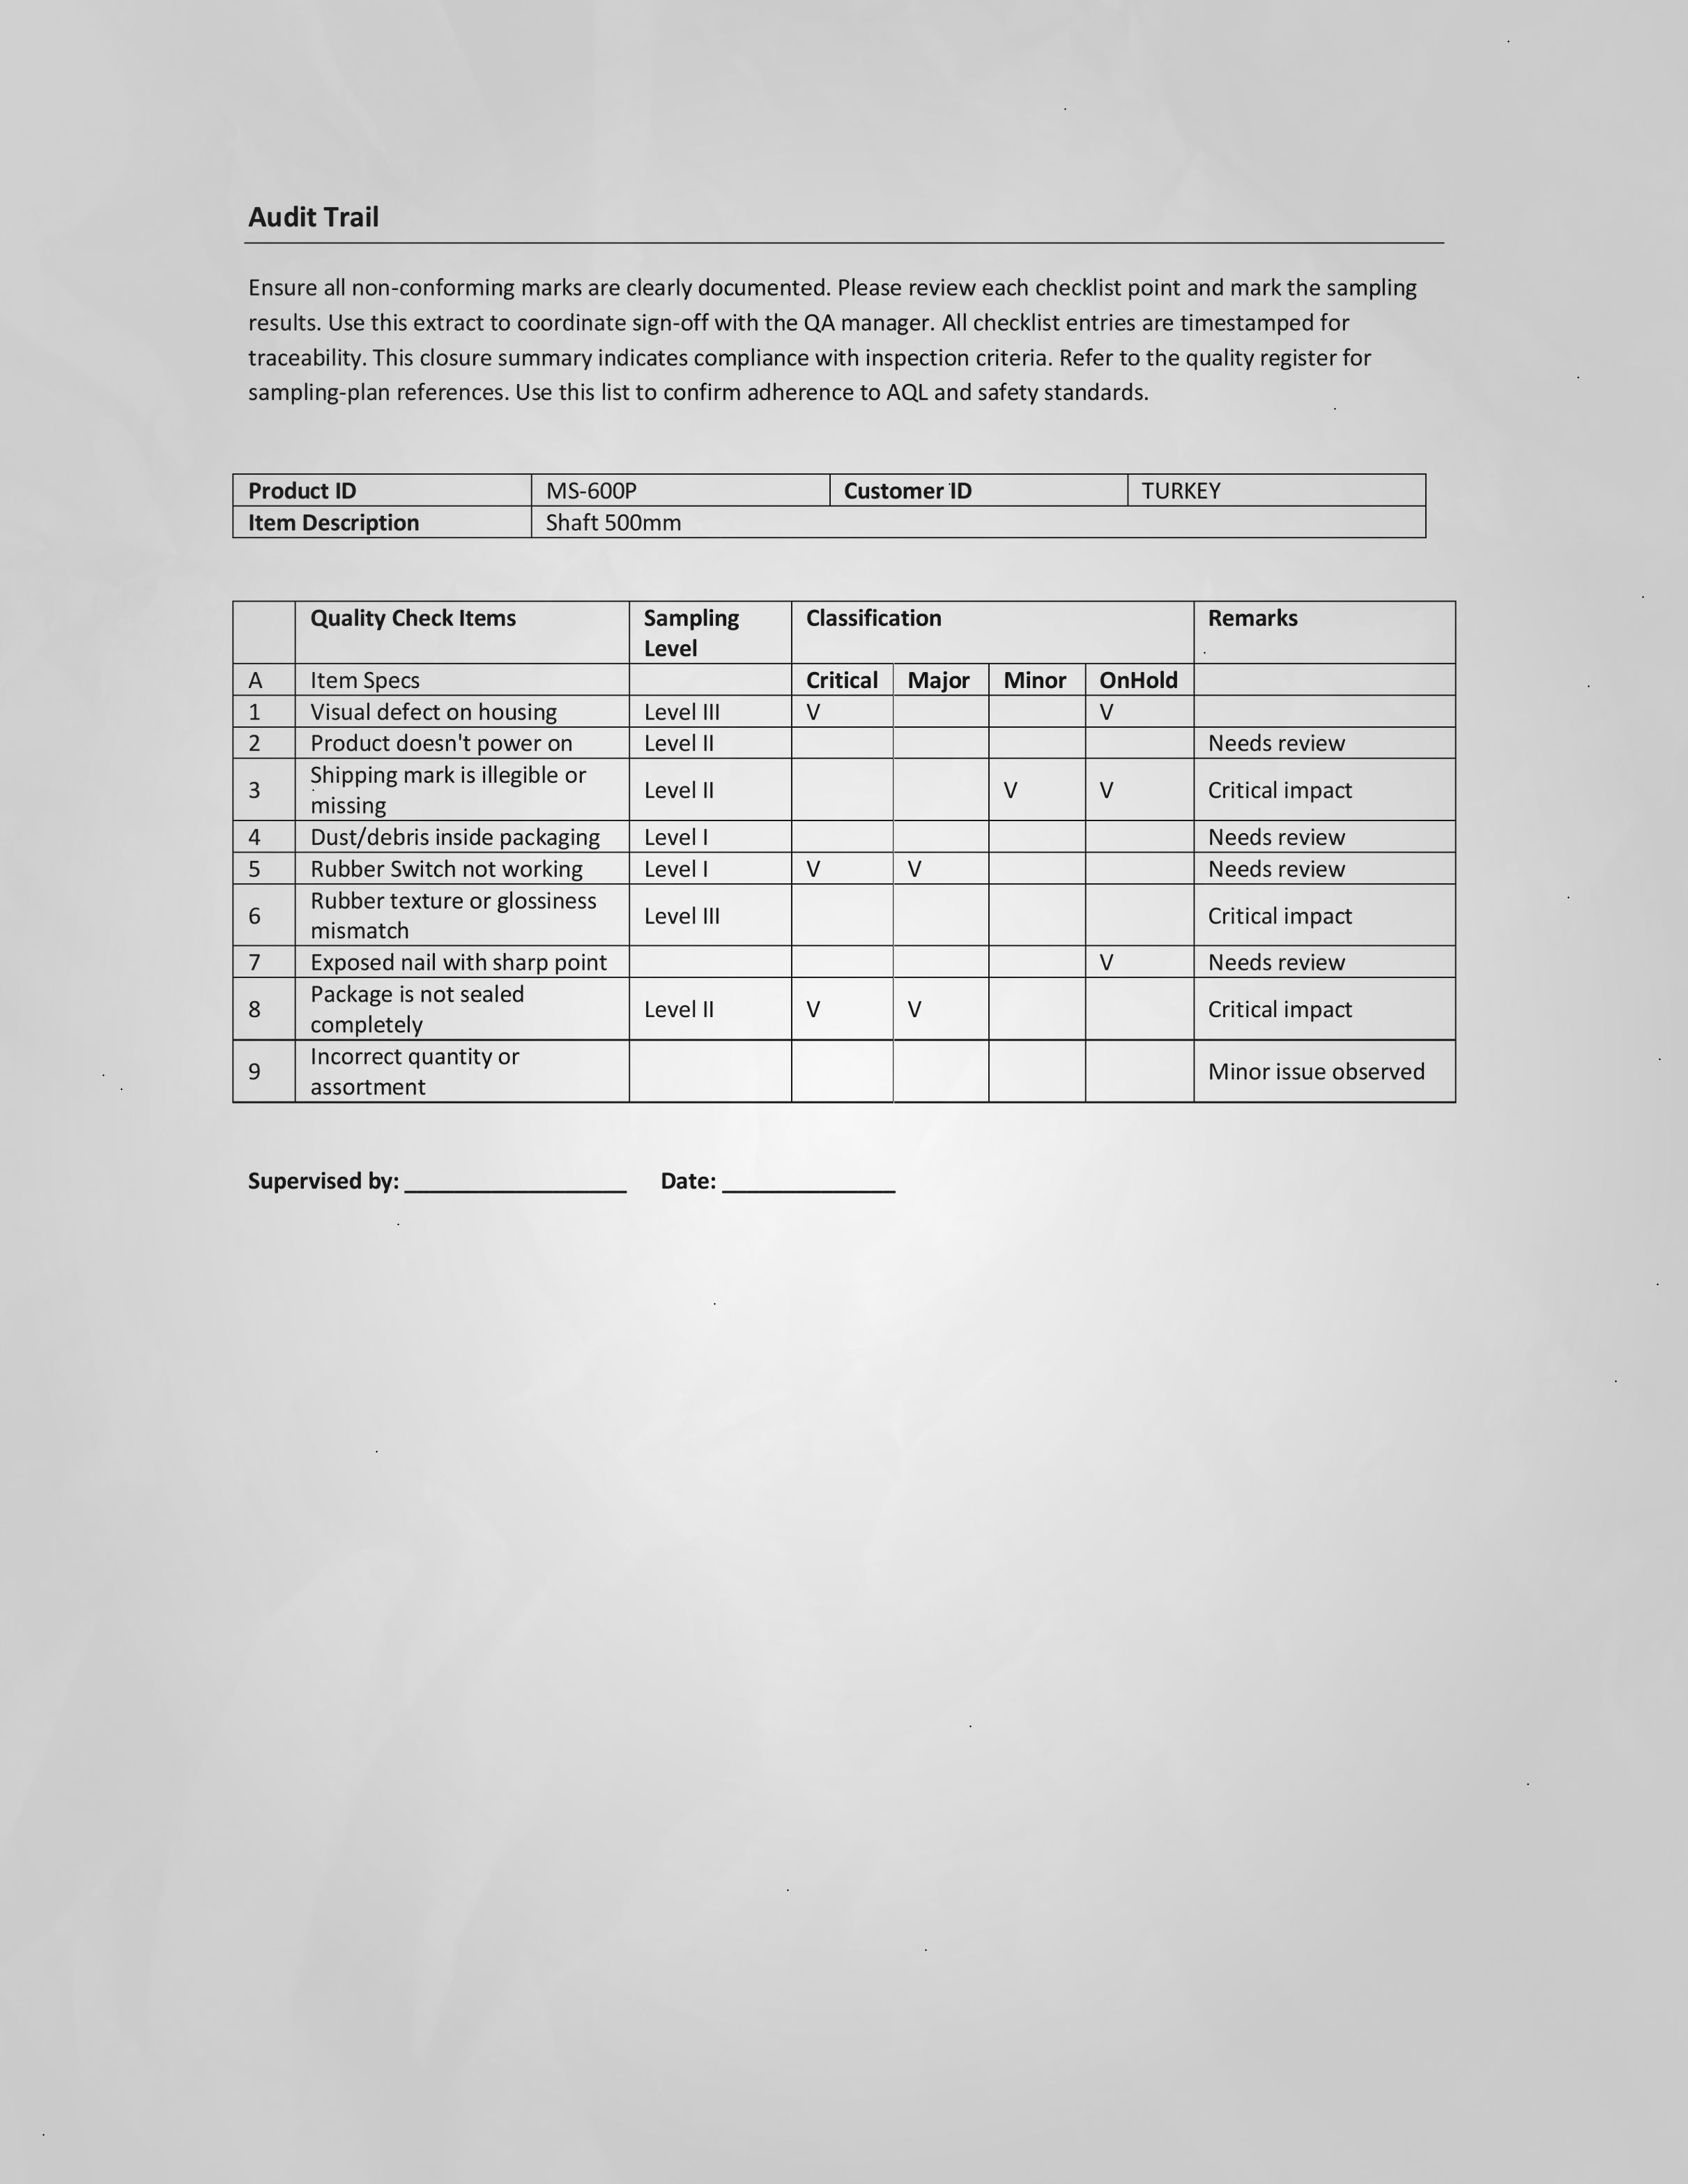 Audit Trail
Ensure all non-conforming marks are clearly documented. Please review each checklist point and mark the sampling
results. Use this extract to coordinate sign-off with the QA manager. All checklist entries are timestamped for
traceability. This closure summary indicates compliance with inspection criteria. Refer to the quality register for
sampling-plan references. Use this list to confirm adherence to AQL and safety standards.
Product ID MS-600P Customer ID TURKEY
Item Description Shaft 500mm
Quality Check Items Sampling Classification Remarks
Level
A Item Specs Critical Major Minor OnHold
1 Visual defect on housing Level III V V
2 Product doesn't power on Level II Needs review
Shipping mark is illegible or
3 Level II V V Critical impact
missing
4 Dust/debris inside packaging Level I Needs review
5 Rubber Switch not working Level I V V Needs review
Rubber texture or glossiness
6 Level III Critical impact
mismatch
7 Exposed nail with sharp point V Needs review
Package is not sealed
8 Level II V V Critical impact
completely
Incorrect quantity or
9 Minor issue observed
assortment
Supervised by: __________________ Date: ______________